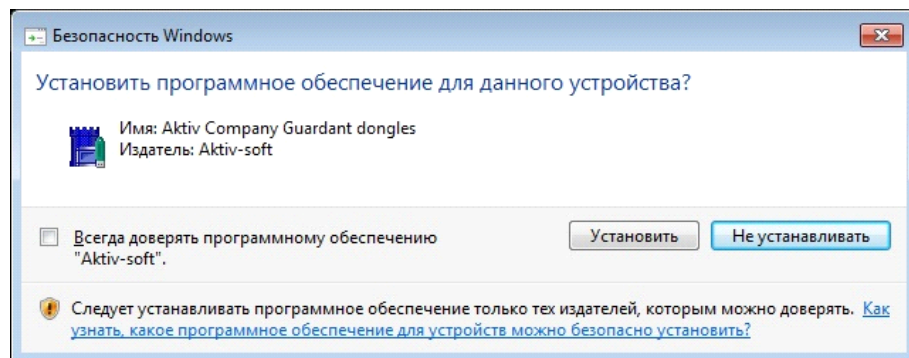 Безопасность Windows
Установить программное обеспечение для данного устройства?
Имя: Aktiv Company Guardant dongles
Издатель: Aktiv-soft
Всегда доверять программному обеспечению
"Aktiv-soft".
Установить
Не устанавливать
Следует устанавливать программное обеспечение только тех издателей, которым можно доверять. Как
узнать, какое программное обеспечение для устройств можно безопасно установить?